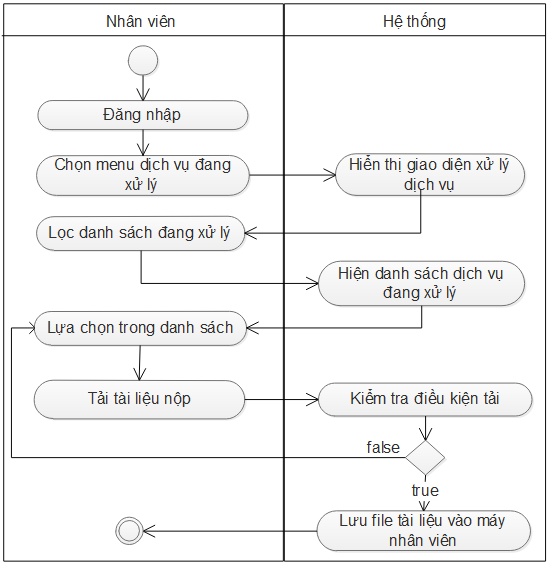 Nhân viên
Hệ thống
Đăng nhập
Chọn menu dịch vụ đang
xử lý
Hiển thị giao diện xử lý
dịch vụ
Lọc danh sách đang xử lý
Hiện danh sách dịch vụ
đang xử lý
Lựa chọn trong danh sách
Tải tài liệu nộp
Kiểm tra điều kiện tải
false
true
Lưu file tài liệu vào máy
nhân viên